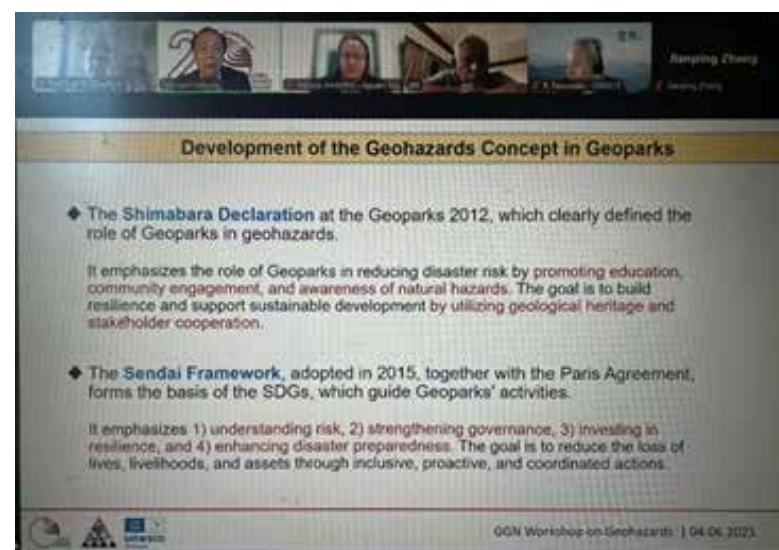 Jianping Zhang
Development of the Geohazards Concept in Geoparks
◆ The Shimabara Declaration at the Geoparks 2012, which clearly defined the
role of Geoparks in geohazards.
It emphasizes the role of Geoparks in reducing disaster risk by promoting education,
community engagement, and awareness of natural hazards. The goal is to build
resilience and support sustainable development by utilizing geological heritage and
stakeholder cooperation.
◆ The Sendai Framework, adopted in 2015, together with the Paris Agreement,
forms the basis of the SDGs, which guide Geoparks' activities.
It emphasizes 1) understanding risk, 2) strengthening governance, 3) investing in
resilience, and 4) enhancing disaster preparedness. The goal is to reduce the loss of
lives, livelihoods, and assets through inclusive, proactive, and coordinated actions.
unesco
GGN Workshop on Geohazards | 04.06.2025